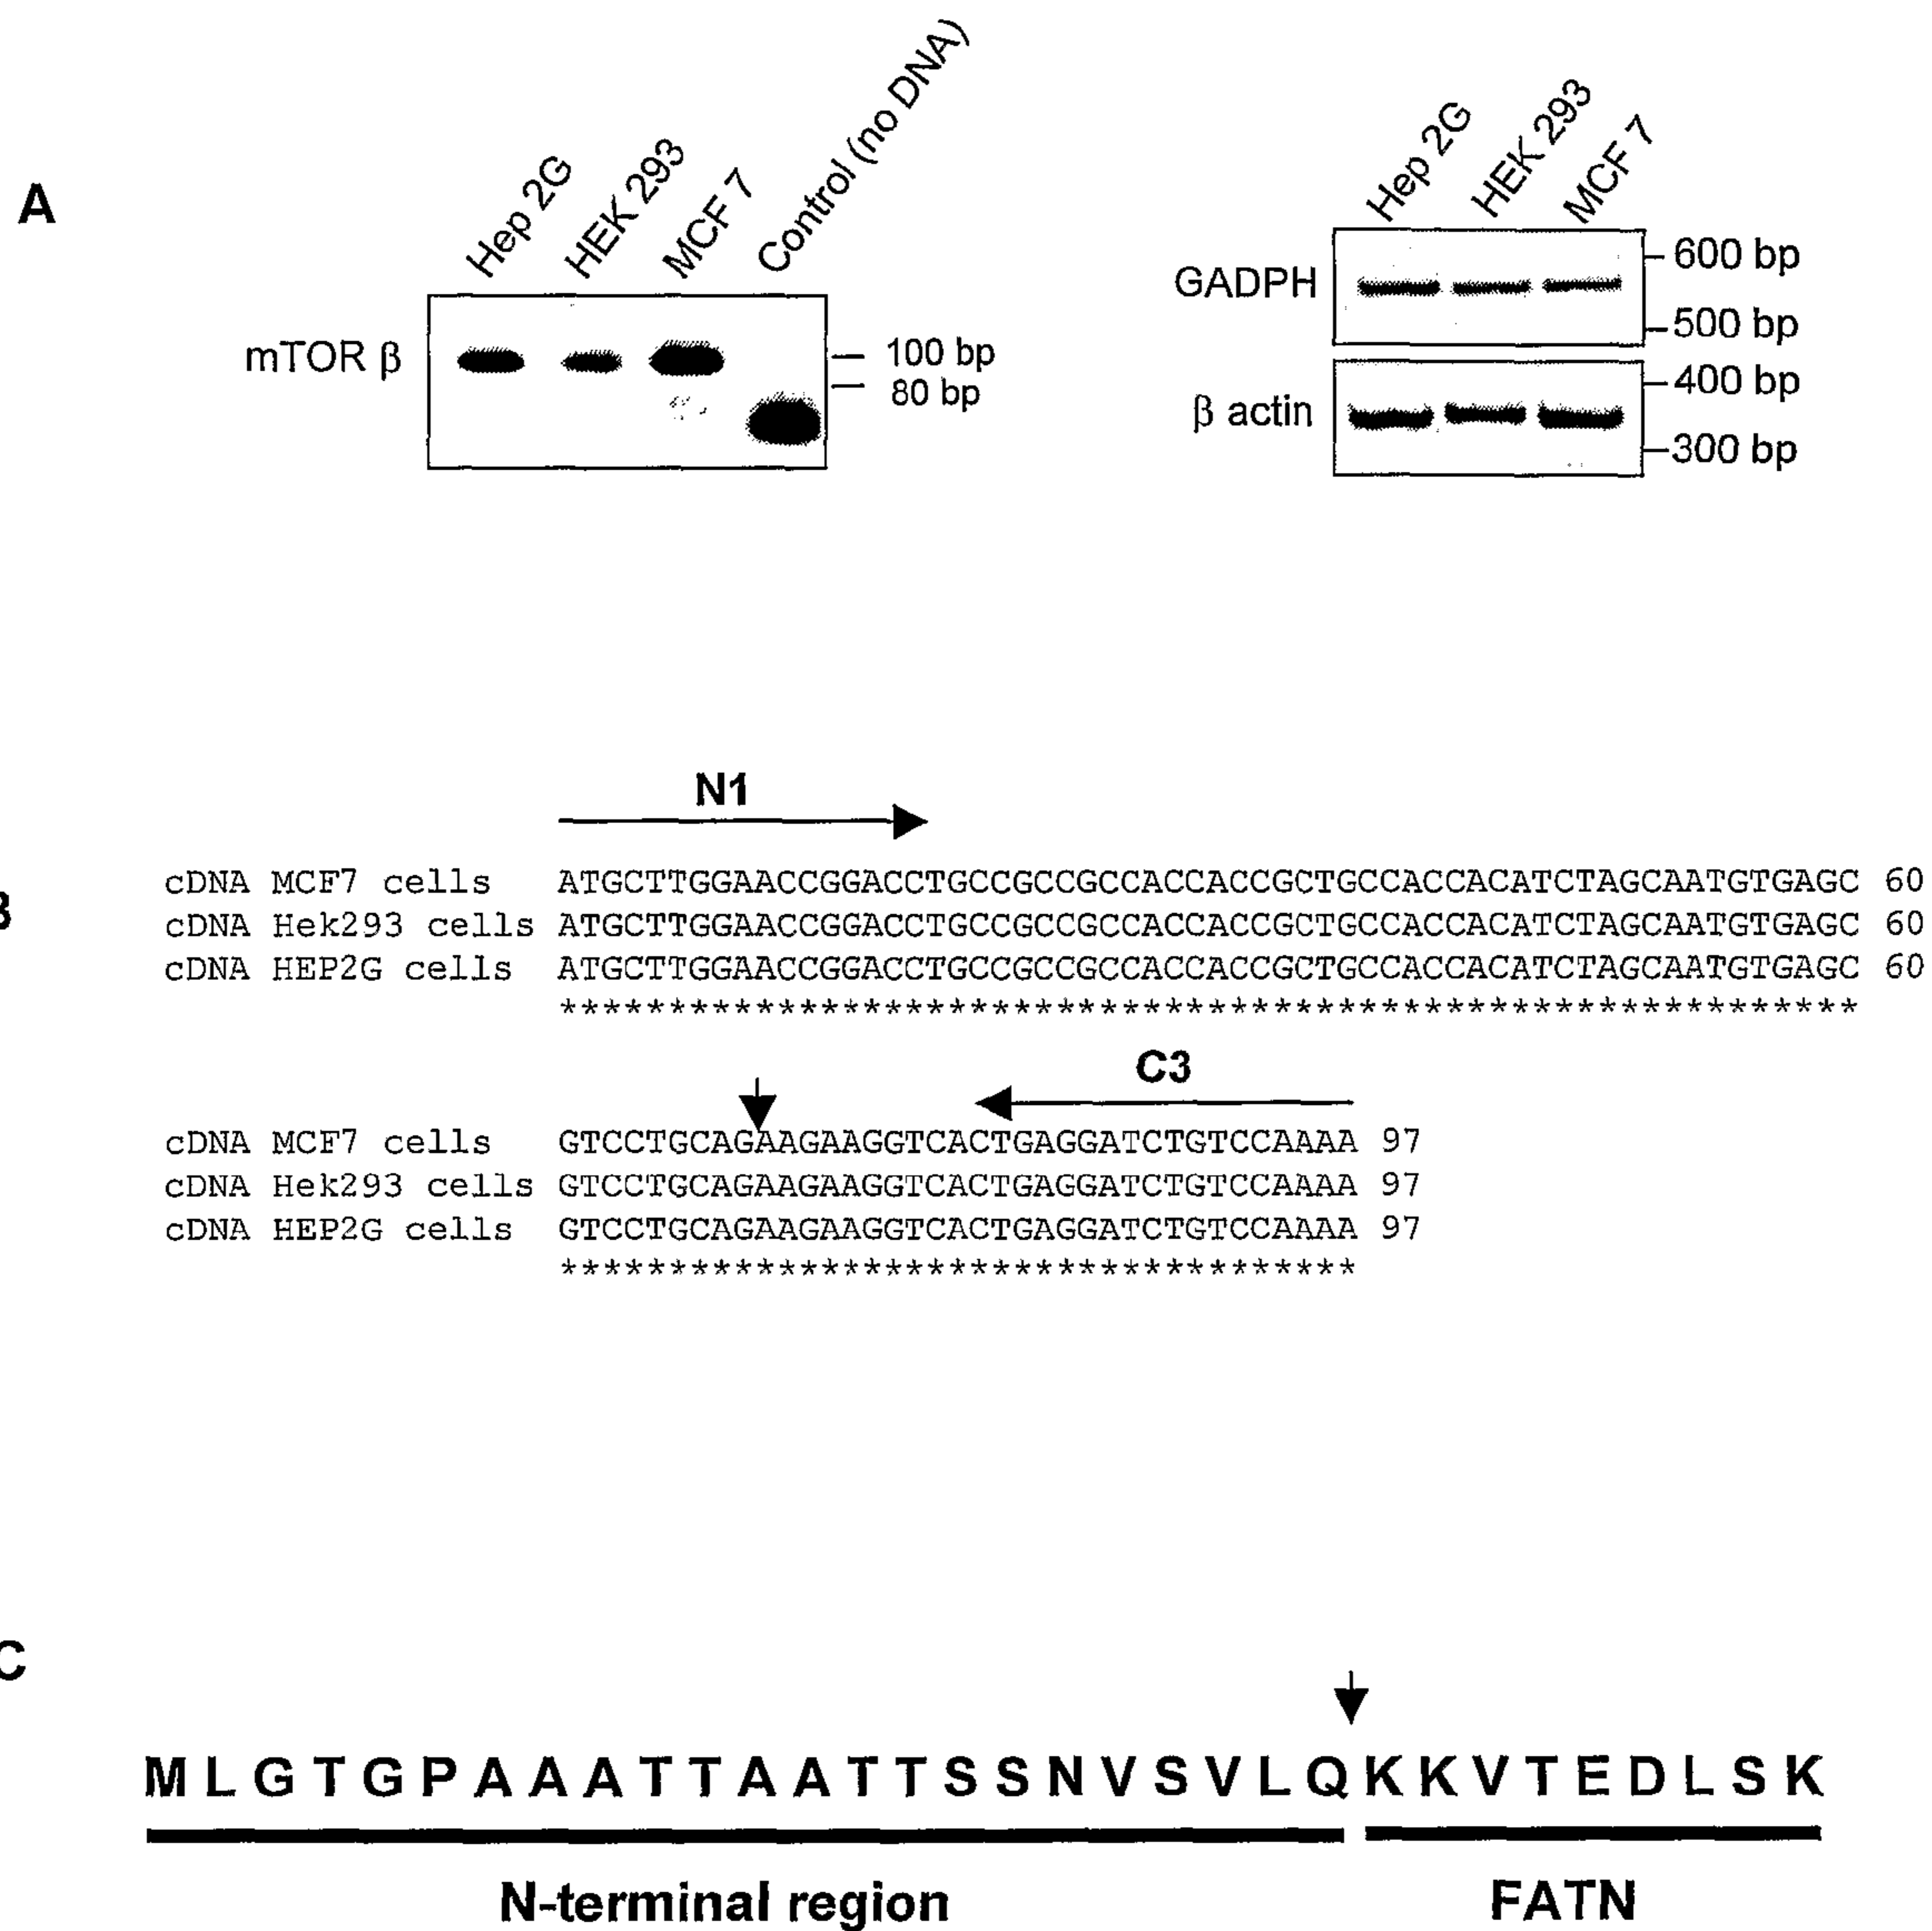 A
Hep 2G
HEK 293
MCF 7
Control (no DNA)
mTOR β
100 bp
80 bp
Hep 2G
HEK 293
MCF 7
GADPH
600 bp
500 bp
β actin
400 bp
300 bp
B
N1
cDNA MCF7 cells ATGCTTGGAACCGGACCTGCCGCCGCCACCACCGCTGCCACCACATCTAGCAATGTGAGC 60
cDNA Hek293 cells ATGCTTGGAACCGGACCTGCCGCCGCCACCACCGCTGCCACCACATCTAGCAATGTGAGC 60
cDNA HEP2G cells ATGCTTGGAACCGGACCTGCCGCCGCCACCACCGCTGCCACCACATCTAGCAATGTGAGC 60
************************************************************
C3
cDNA MCF7 cells GTCCTGCAGAAGAAGGTCACTGAGGATCTGTCCAAAA 97
cDNA Hek293 cells GTCCTGCAGAAGAAGGTCACTGAGGATCTGTCCAAAA 97
cDNA HEP2G cells GTCCTGCAGAAGAAGGTCACTGAGGATCTGTCCAAAA 97
*************************************
C
M L G T G P A A A T T A A T T S S N V S V L Q K K V T E D L S K
N-terminal region
FATN